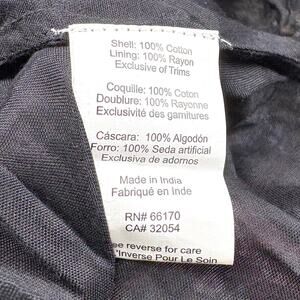 Shell: 100% Cotton
Lining: 100% Rayon
Exclusive of Trims
Coquille: 100% Coton
Doublure: 100% Rayonne
Exclusivité des garnitures
Cáscara: 100% Algodón
Forro: 100% Seda artificial
Exclusiva de adornos
Made in India
Fabriqué en Inde
RN# 66170
CA# 32054
ee reverse for care
L'Inverse Pour Le Soin